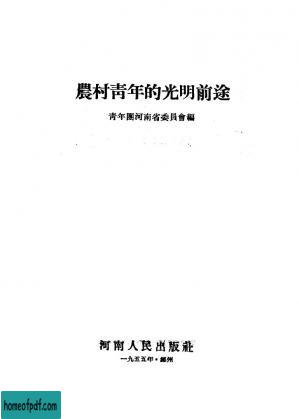 農村青年的光明前途
青年團河南省委員會編
河南人民出版社
一九五五年·鄭州
homeofpdf.com